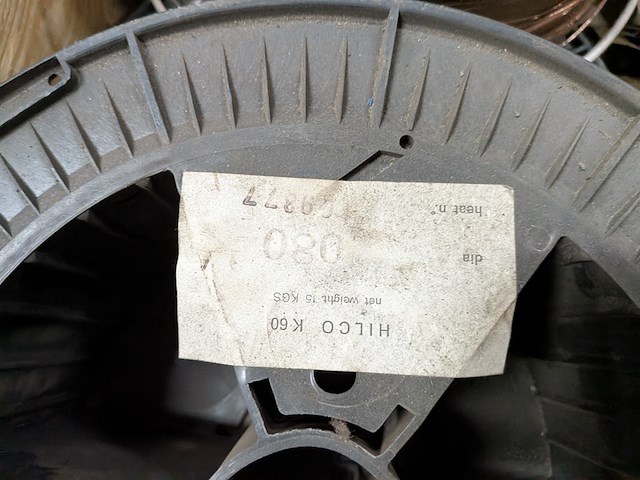 HILCO K 60
net weight 15 KGS
dia 080
heat n.°